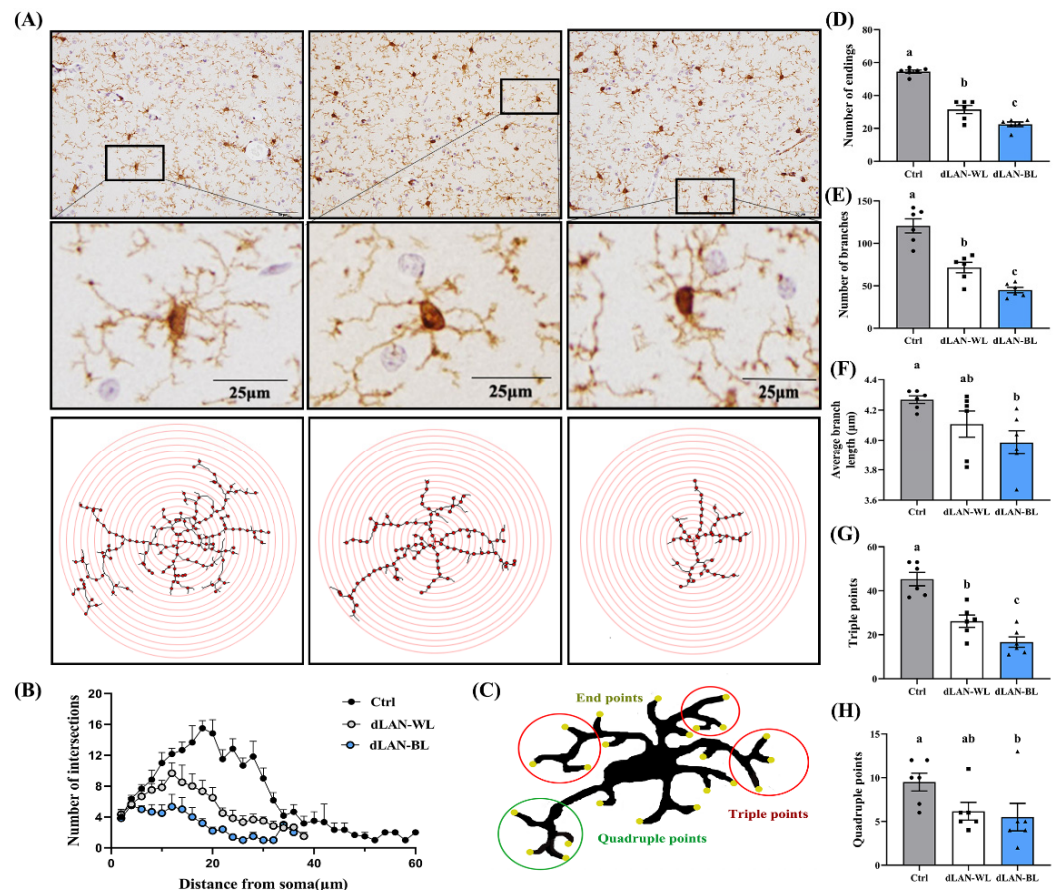 (A)
25µm
25µm
25µm
(B)
Number of intersections
20
16
12
8
4
0
0
20
40
60
Distance from soma(µm)
Ctrl
dLAN-WL
dLAN-BL
(C)
End points
Triple points
Quadruple points
(D)
Number of endings
80
60
40
20
0
a
b
c
Ctrl
dLAN-WL
dLAN-BL
(E)
Number of branches
150
100
50
0
a
b
c
Ctrl
dLAN-WL
dLAN-BL
(F)
Average branch
length (µm)
4.4
4.2
4.0
3.8
3.6
a
ab
b
Ctrl
dLAN-WL
dLAN-BL
(G)
Triple points
60
40
20
0
a
b
c
Ctrl
dLAN-WL
dLAN-BL
(H)
Quadruple points
15
10
5
0
a
ab
b
Ctrl
dLAN-WL
dLAN-BL